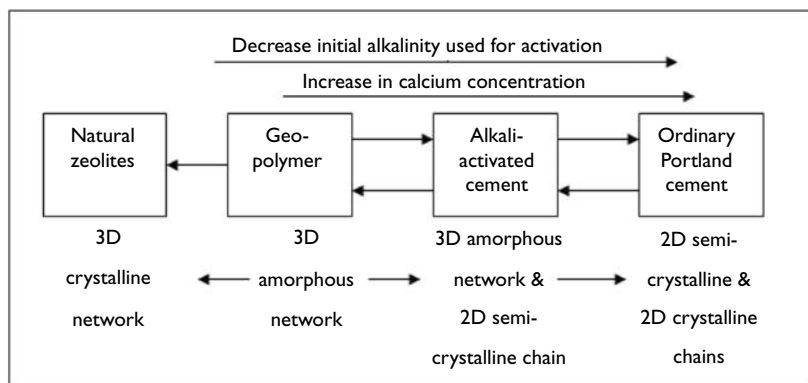 Decrease initial alkalinity used for activation
Increase in calcium concentration
Natural
zeolites
Geo-
polymer
Alkali-
activated
cement
Ordinary
Portland
cement
3D
crystalline
network
3D
amorphous
network
3D amorphous
network &
2D semi-
crystalline chain
2D semi-
crystalline &
2D crystalline
chains